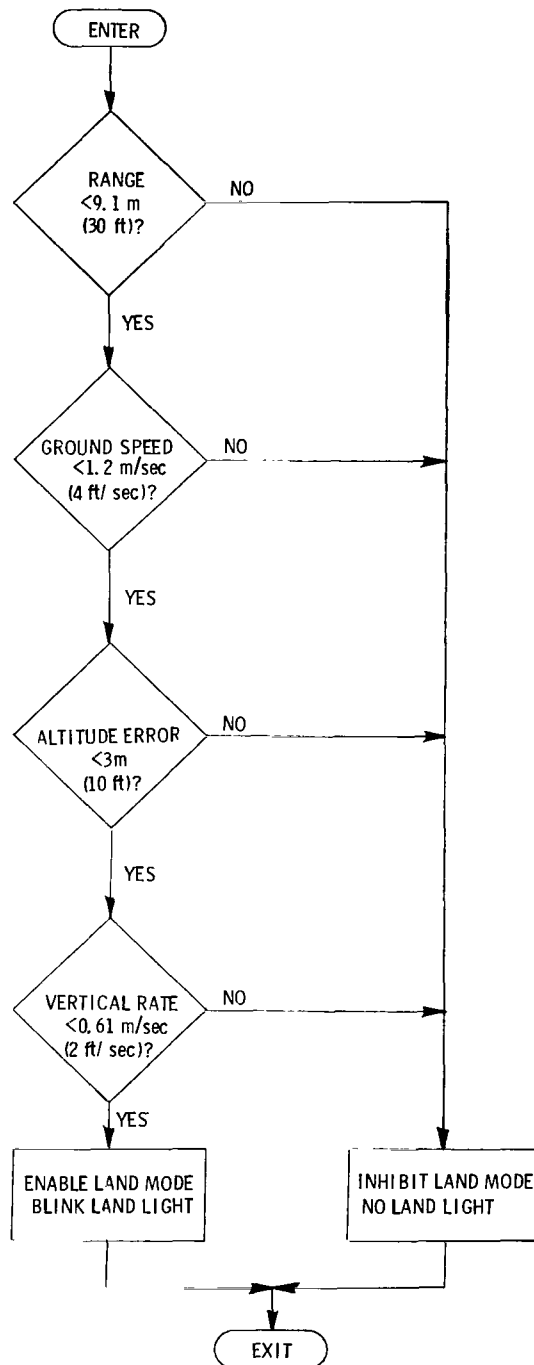 ENTER
RANGE
<9.1 m
(30 ft)?
NO
YES
GROUND SPEED
<1.2 m/sec
(4 ft/ sec)?
NO
YES
ALTITUDE ERROR
<3m
(10 ft)?
NO
YES
VERTICAL RATE
<0.61 m/sec
(2 ft/ sec)?
NO
YES
ENABLE LAND MODE
BLINK LAND LIGHT
INHIBIT LAND MODE
NO LAND LIGHT
EXIT